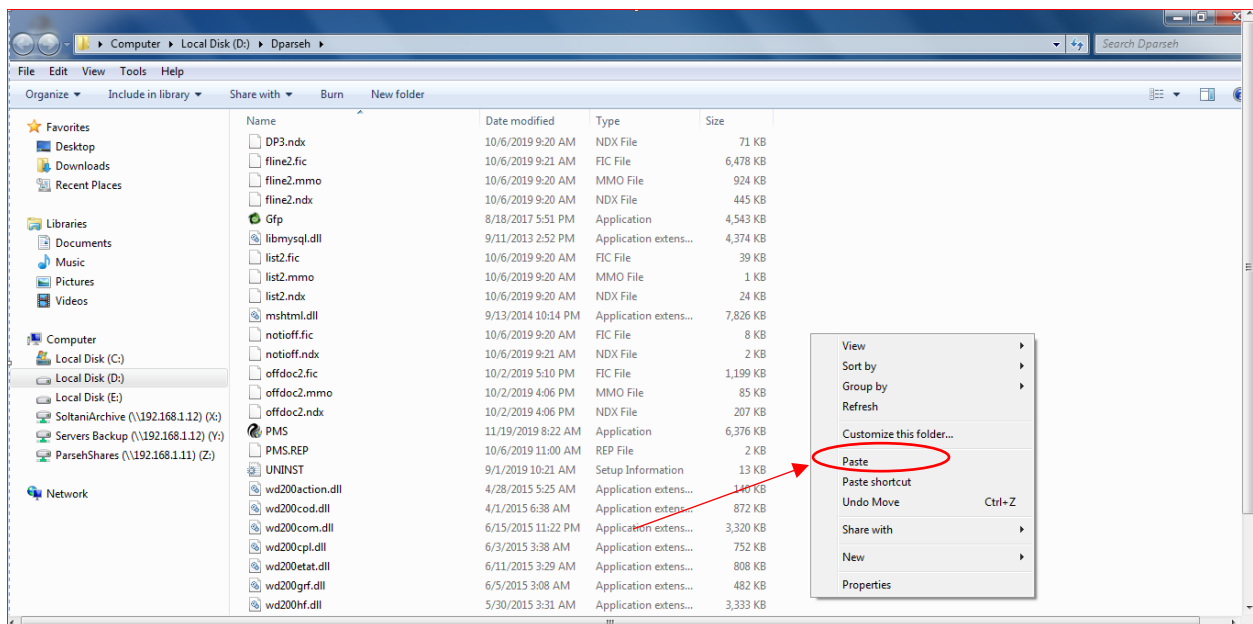 Computer Local Disk (D:) Dparseh Search Dparseh
File Edit View Tools Help
Organize Include in library Share with Burn New folder
Favorites
Desktop
Downloads
Recent Places
Libraries
Documents
Music
Pictures
Videos
Computer
Local Disk (C:)
Local Disk (D:)
Local Disk (E:)
SoltaniArchive (\\192.168.1.12) (X:)
Servers Backup (\\192.168.1.12) (Y:)
ParsehShares (\\192.168.1.11) (Z:)
Network
Name Date modified Type Size
DP3.ndx 10/6/2019 9:20 AM NDX File 71 KB
fline2.fic 10/6/2019 9:21 AM FIC File 6,478 KB
fline2.mmo 10/6/2019 9:20 AM MMO File 924 KB
fline2.ndx 10/6/2019 9:20 AM NDX File 445 KB
Gfp 8/18/2017 5:51 PM Application 4,543 KB
libmysql.dll 9/11/2013 2:52 PM Application extens... 4,374 KB
list2.fic 10/6/2019 9:20 AM FIC File 39 KB
list2.mmo 10/6/2019 9:20 AM MMO File 1 KB
list2.ndx 10/6/2019 9:20 AM NDX File 24 KB
mshtml.dll 9/13/2014 10:14 PM Application extens... 7,826 KB
notioff.fic 10/6/2019 9:20 AM FIC File 8 KB
notioff.ndx 10/6/2019 9:21 AM NDX File 2 KB
offdoc2.fic 10/2/2019 5:10 PM FIC File 1,199 KB
offdoc2.mmo 10/2/2019 4:06 PM MMO File 85 KB
offdoc2.ndx 10/2/2019 4:06 PM NDX File 207 KB
PMS 11/19/2019 8:22 AM Application 6,376 KB
PMS.REP 10/6/2019 11:00 AM REP File 2 KB
UNINST 9/1/2019 10:21 AM Setup Information 13 KB
wd200action.dll 4/28/2015 5:25 AM Application extens... 140 KB
wd200cod.dll 4/1/2015 6:38 AM Application extens... 872 KB
wd200com.dll 6/15/2015 11:22 PM Application extens... 3,320 KB
wd200cpl.dll 6/3/2015 3:38 AM Application extens... 752 KB
wd200etat.dll 6/11/2015 3:29 AM Application extens... 808 KB
wd200grf.dll 6/5/2015 3:08 AM Application extens... 482 KB
wd200hf.dll 5/30/2015 3:31 AM Application extens... 3,333 KB
View
Sort by
Group by
Refresh
Customize this folder...
Paste
Paste shortcut
Undo Move Ctrl+Z
Share with
New
Properties